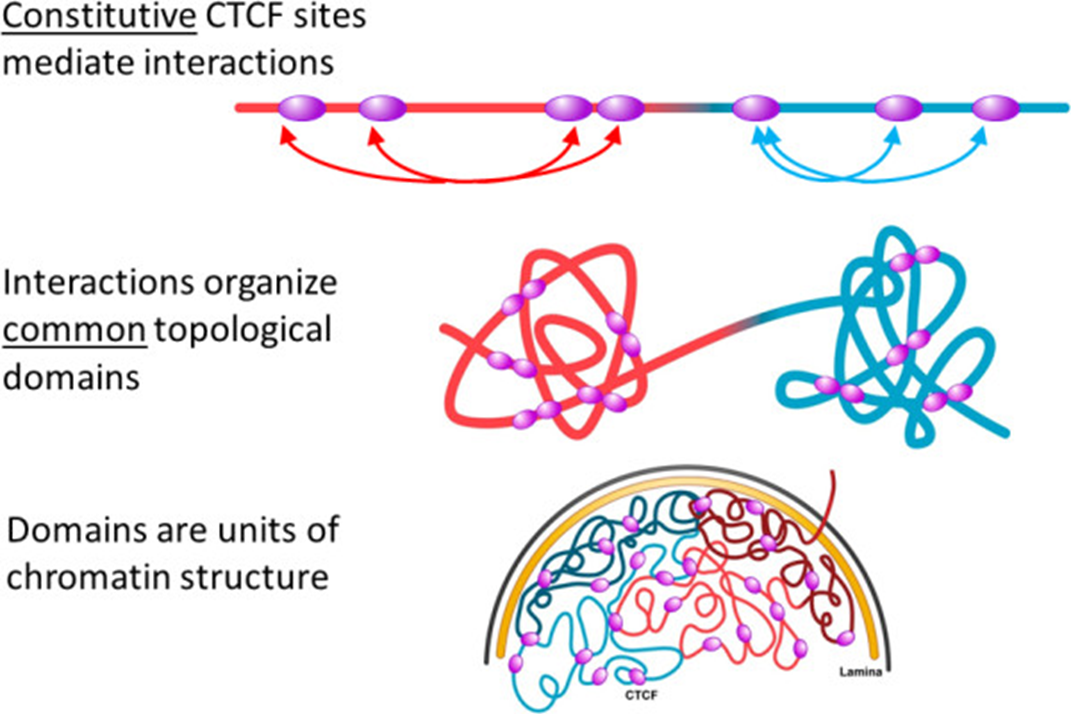 Constitutive CTCF sites
mediate interactions
Interactions organize
common topological
domains
Domains are units of
chromatin structure
Lamina
CTCF